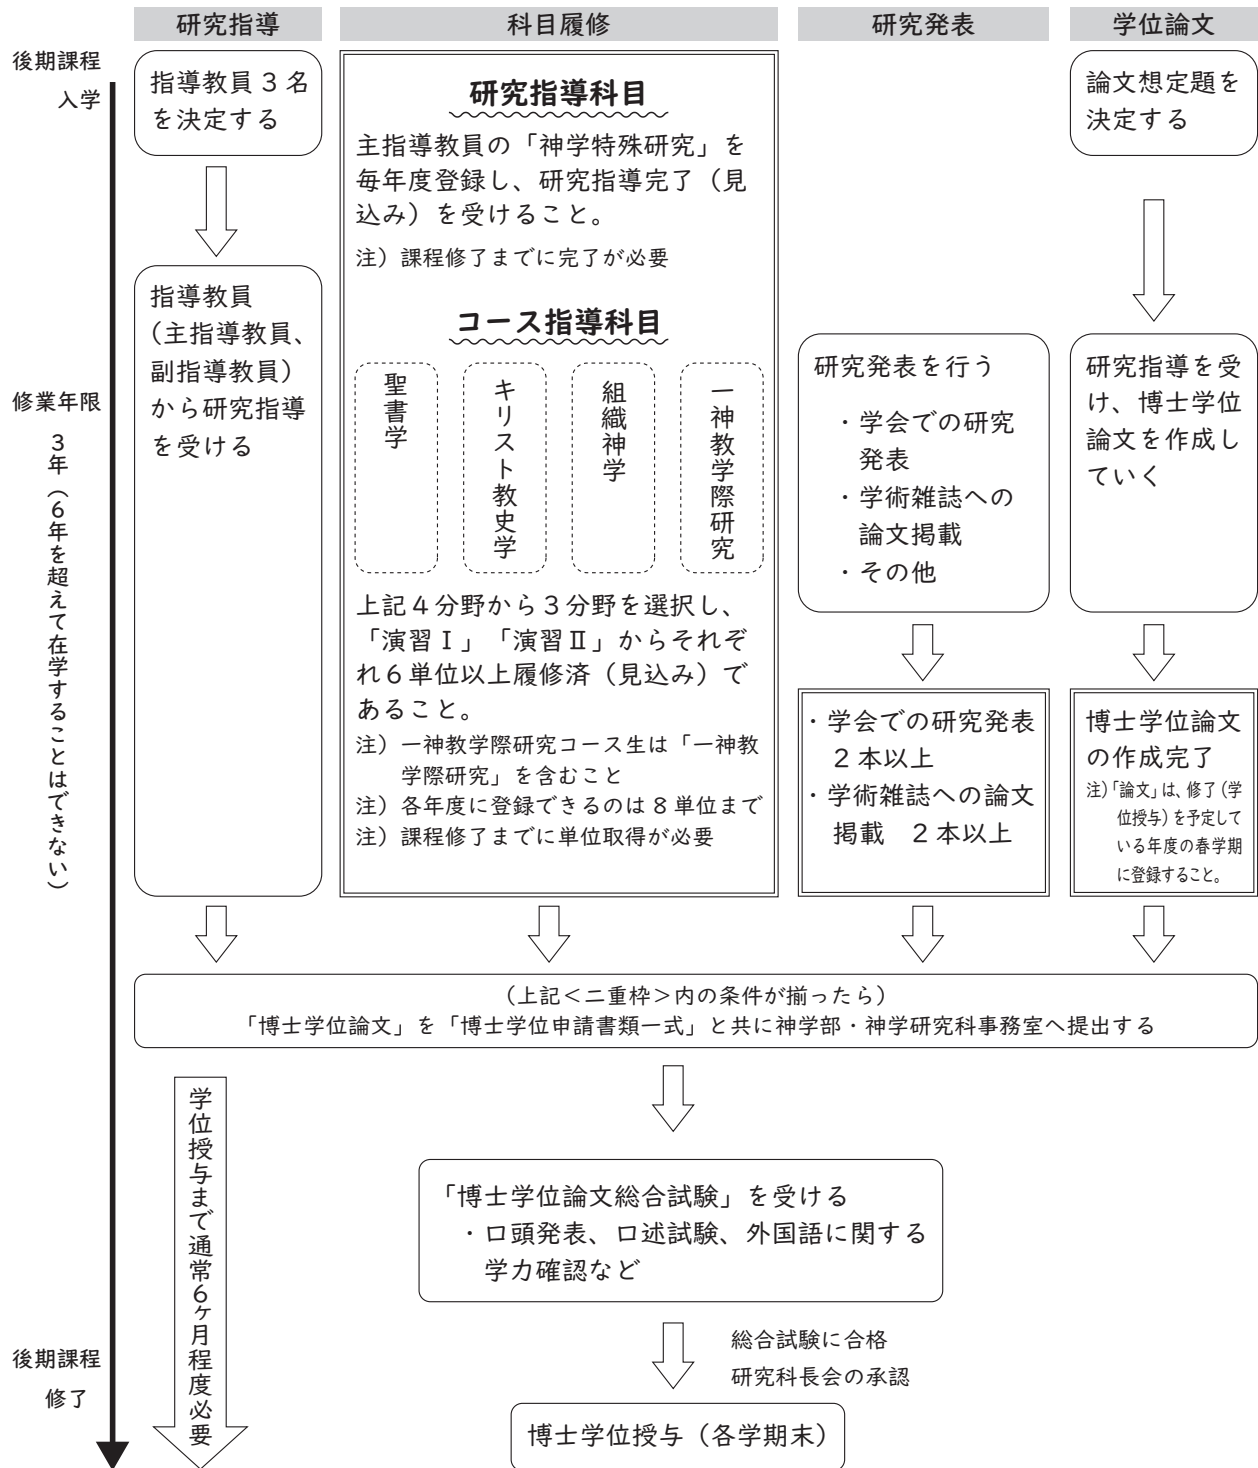 研究指導
科目履修
研究発表
学位論文
後期課程
入学
修業年限
3年（6年を超えて在学することはできない）
後期課程
修了
指導教員３名
を決定する
指導教員
（主指導教員、
副指導教員）
から研究指導
を受ける
研究指導科目
主指導教員の「神学特殊研究」を
毎年度登録し、研究指導完了（見
込み）を受けること。
注）課程修了までに完了が必要
コース指導科目
聖書学
キリスト教史学
組織神学
一神教学際研究
上記４分野から３分野を選択し、
「演習Ⅰ」「演習Ⅱ」からそれぞ
れ６単位以上履修済（見込み）で
あること。
注）一神教学際研究コース生は「一神教
学際研究」を含むこと
注）各年度に登録できるのは８単位まで
注）課程修了までに単位取得が必要
研究発表を行う
・学会での研究
発表
・学術雑誌への
論文掲載
・その他
・学会での研究発表
２本以上
・学術雑誌への論文
掲載　２本以上
論文想定題を
決定する
研究指導を受
け、博士学位
論文を作成し
ていく
博士学位論文
の作成完了
注）「論文」は、修了（学
位授与）を予定して
いる年度の春学期
に登録すること。
（上記＜二重枠＞内の条件が揃ったら）
「博士学位論文」を「博士学位申請書類一式」と共に神学部・神学研究科事務室へ提出する
学位授与まで通常６ヶ月程度必要
「博士学位論文総合試験」を受ける
・口頭発表、口述試験、外国語に関する
学力確認など
総合試験に合格
研究科長会の承認
博士学位授与（各学期末）